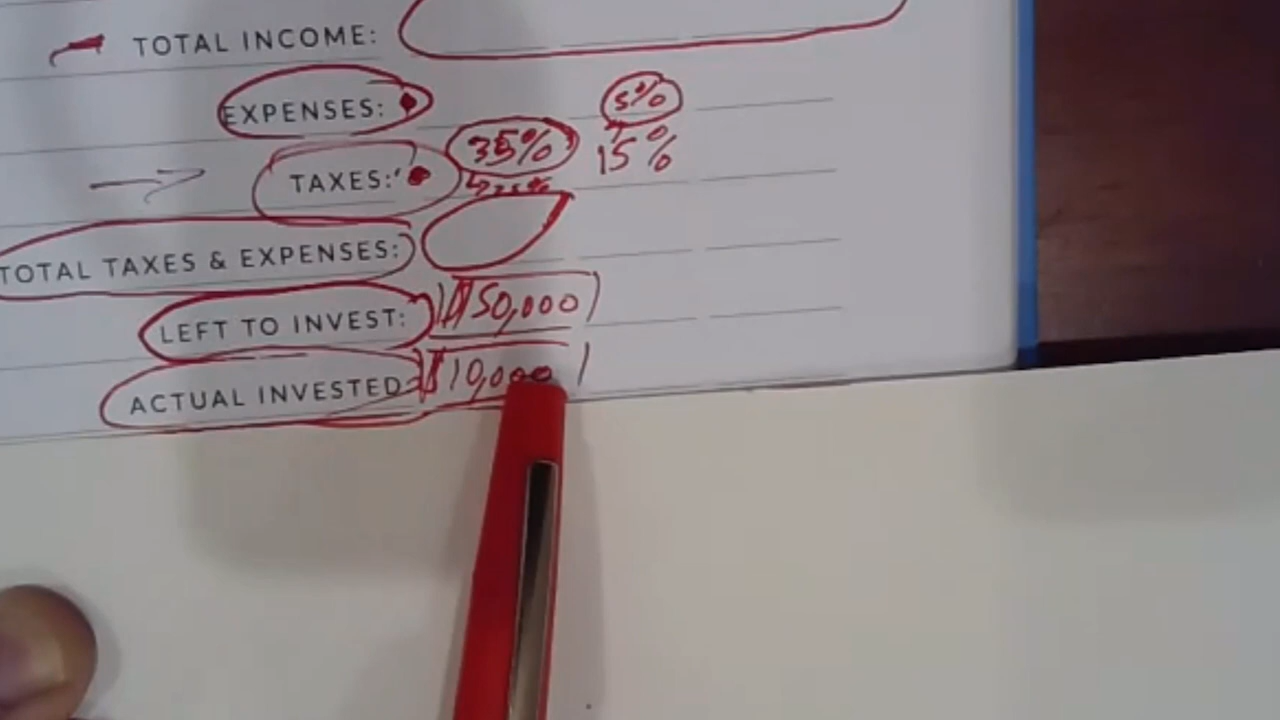 TOTAL INCOME:
EXPENSES: 5%
TAXES: 35% 15%
TOTAL TAXES & EXPENSES:
LEFT TO INVEST: $50,000
ACTUAL INVESTED $10,000